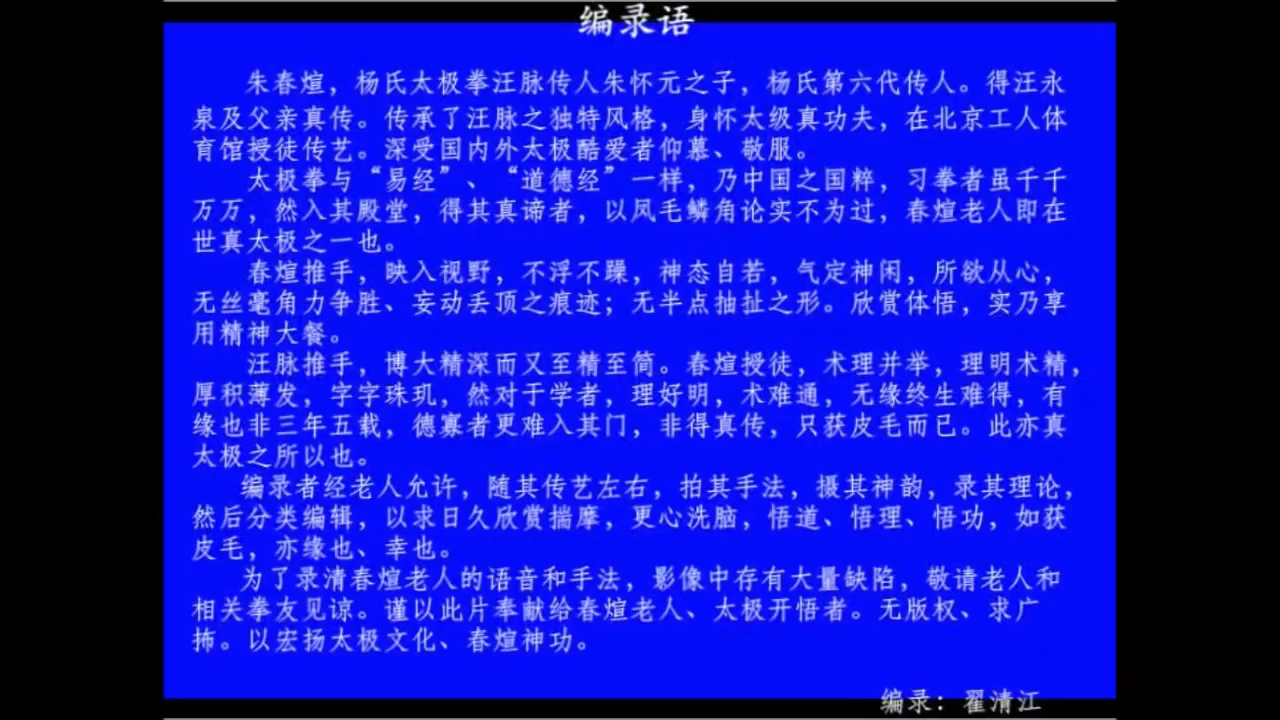 编录语
朱春煊，杨氏太极拳汪脉传人朱怀元之子，杨氏第六代传人。得汪永
泉及父亲真传。传承了汪脉之独特风格，身怀太级真功夫，在北京工人体
育馆授徒传艺。深受国内外太极酷爱者仰慕、敬服。
太极拳与“易经”、“道德经”一样，乃中国之国粹，习拳者虽千千
万万，然入其殿堂，得其真谛者，以凤毛鳞角论实不为过，春煊老人即在
世真太极之一也。
春煊推手，映入视野，不浮不躁，神态自若，气定神闲，所欲从心，
无丝毫角力争胜、妄动丢顶之痕迹；无半点抽扯之形。欣赏体悟，实乃享
用精神大餐。
汪脉推手，博大精深而又至精至简。春煊授徒，术理并举，理明术精，
厚积薄发，字字珠玑，然对于学者，理好明，术难通，无缘终生难得，有
缘也非三年五载，德寡者更难入其门，非得真传，只获皮毛而已。此亦真
太极之所以也。
编录者经老人允许，随其传艺左右，拍其手法，摄其神韵，录其理论，
然后分类编辑，以求日久欣赏揣摩，更心洗脑，悟道、悟理、悟功，如获
皮毛，亦缘也、幸也。
为了录清春煊老人的语音和手法，影像中存有大量缺陷，敬请老人和
相关拳友见谅。谨以此片奉献给春煊老人、太极开悟者。无版权、求广
抪。以宏扬太极文化、春煊神功。
编录：翟清江